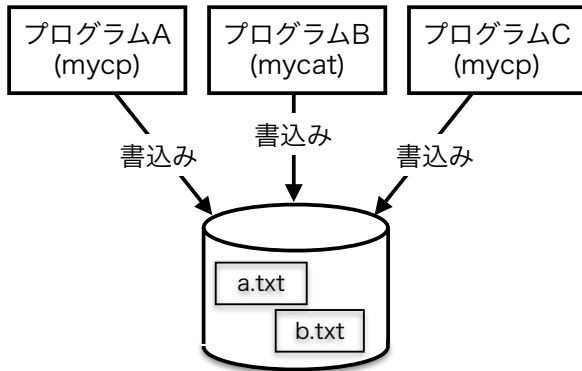 プログラムA
(mycp)
プログラムB
(mycat)
プログラムC
(mycp)
書込み
書込み
書込み
a.txt
b.txt